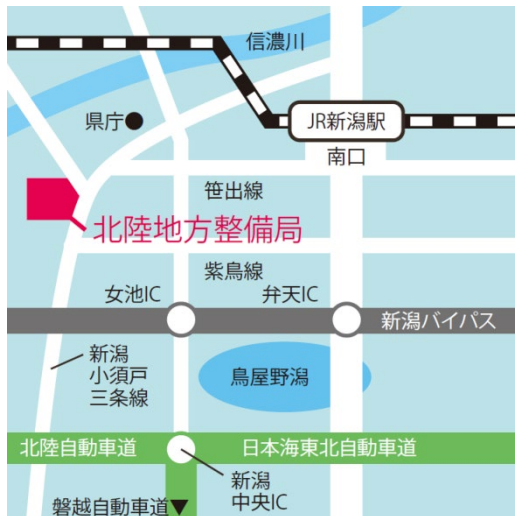 信濃川
県庁
JR新潟駅
南口
笹出線
北陸地方整備局
紫鳥線
女池IC
弁天IC
新潟バイパス
新潟
小須戸
三条線
鳥屋野潟
北陸自動車道
日本海東北自動車道
新潟
中央IC
磐越自動車道▼